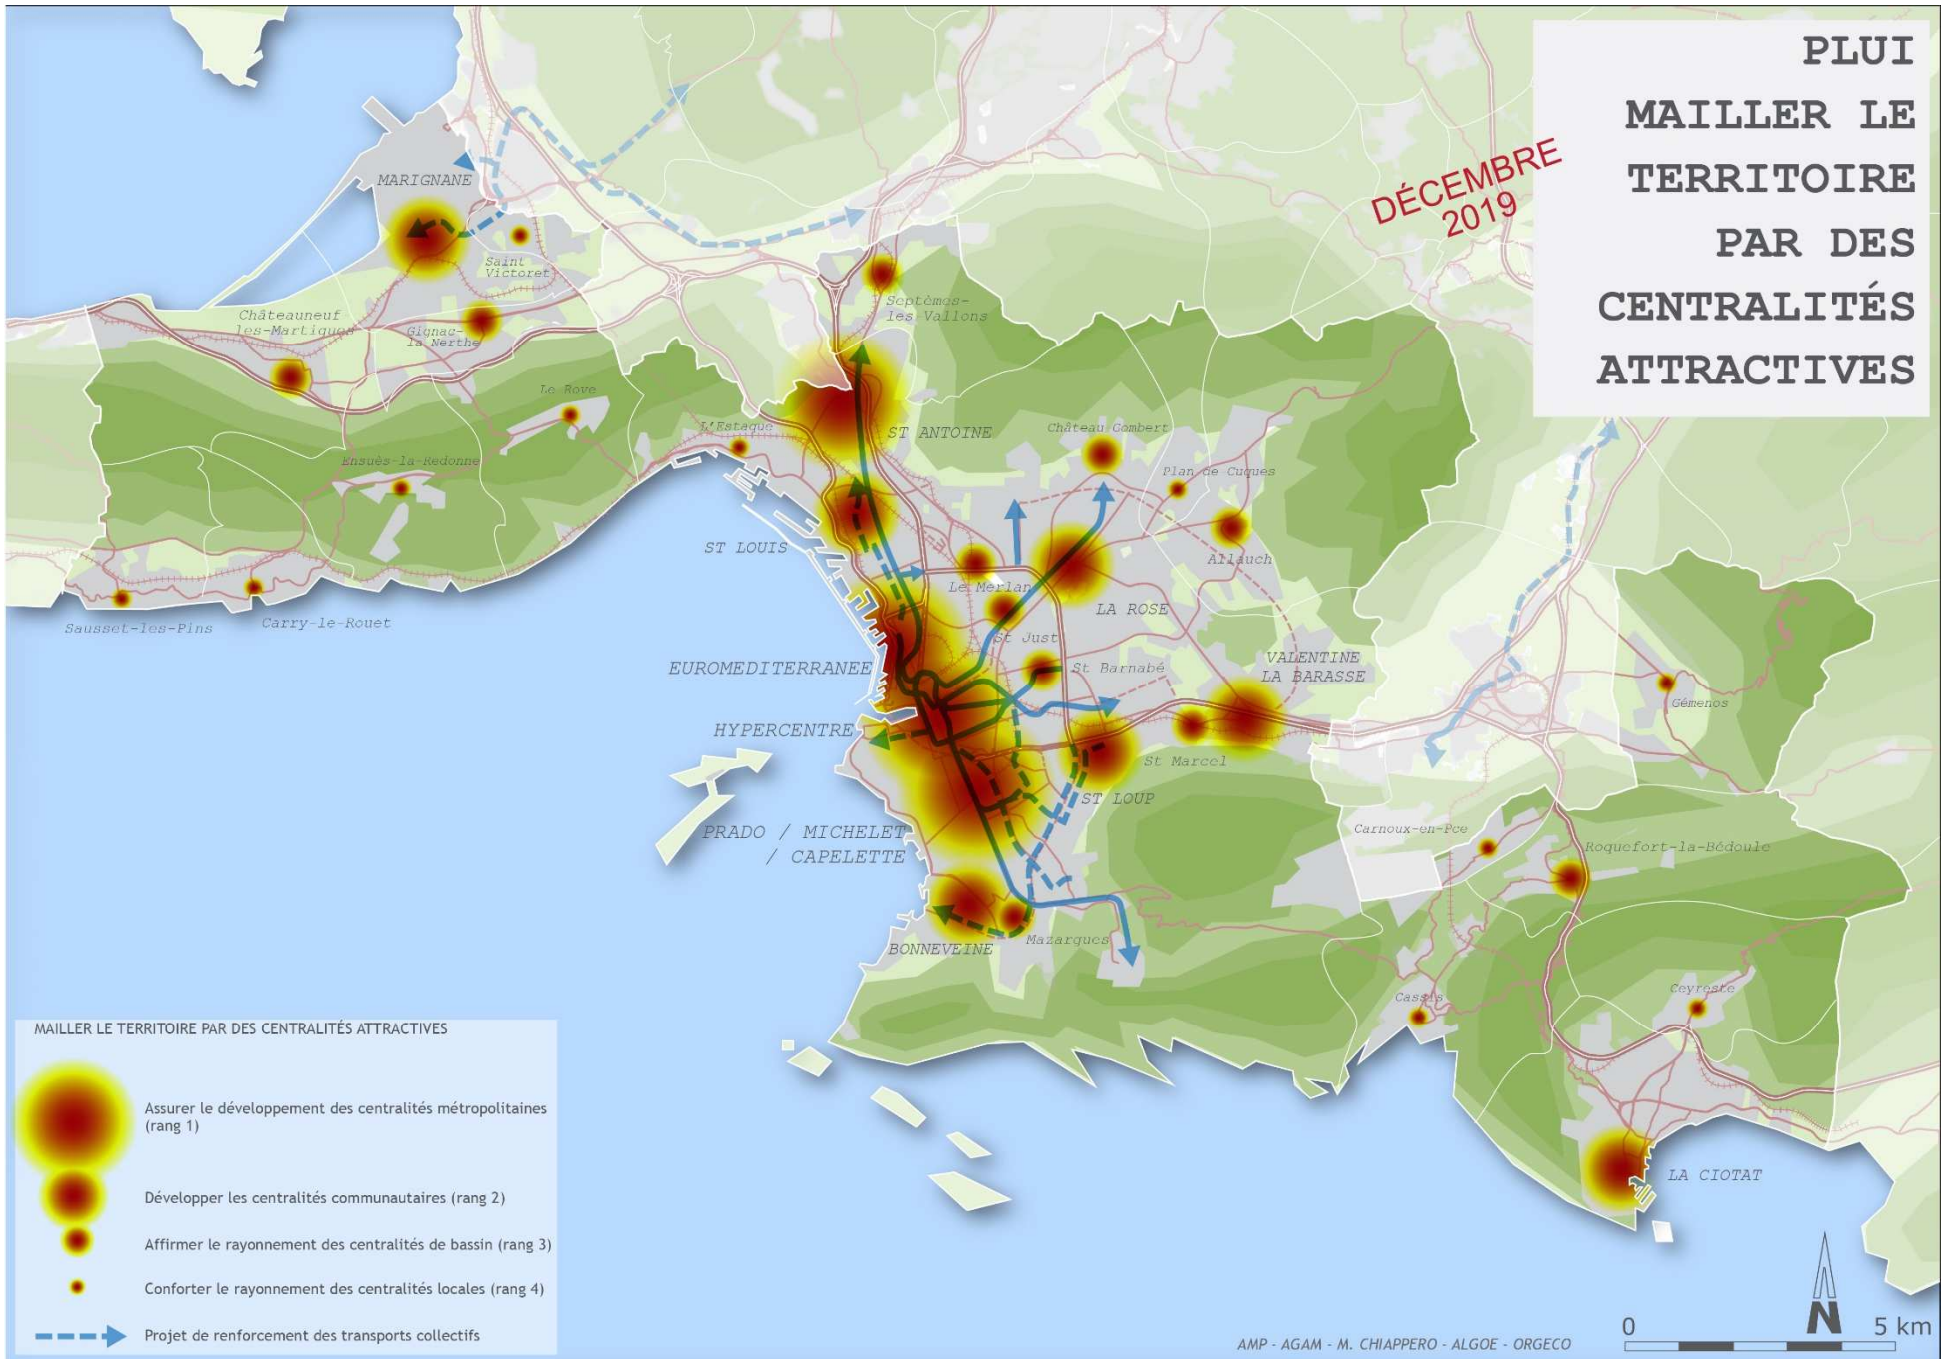 PLUI
MAILLER LE
TERRITOIRE
PAR DES
CENTRALITÉS
ATTRACTIVES
DÉCEMBRE
2019
MARIGNANE
Saint
Victoret
Châteauneuf
les-Martigues
Gignac-
la Nerthe
Septèmes-
les-Vallons
Le Rove
L'Estaque
ST ANTOINE
Château Gombert
Ensuès-la-Redonne
Plan de Cuques
ST LOUIS
Allauch
Le Merlan
LA ROSE
Sausset-les-Pins
Carry-le-Rouet
St Just
EUROMEDITERRANEE
St Barnabé
VALENTINE
LA BARASSE
Gémenos
HYPERCENTRE
St Marcel
ST LOUP
PRADO / MICHELET
/ CAPELETTE
Carnoux-en-Pce
Roquefort-la-Bédoule
BONNEVEINE
Mazargues
Cassis
Ceyreste
LA CIOTAT
MAILLER LE TERRITOIRE PAR DES CENTRALITÉS ATTRACTIVES
Assurer le développement des centralités métropolitaines
(rang 1)
Développer les centralités communautaires (rang 2)
Affirmer le rayonnement des centralités de bassin (rang 3)
Conforter le rayonnement des centralités locales (rang 4)
Projet de renforcement des transports collectifs
AMP - AGAM - M. CHIAPPERO - ALGOE - ORGECO
N
0 5 km